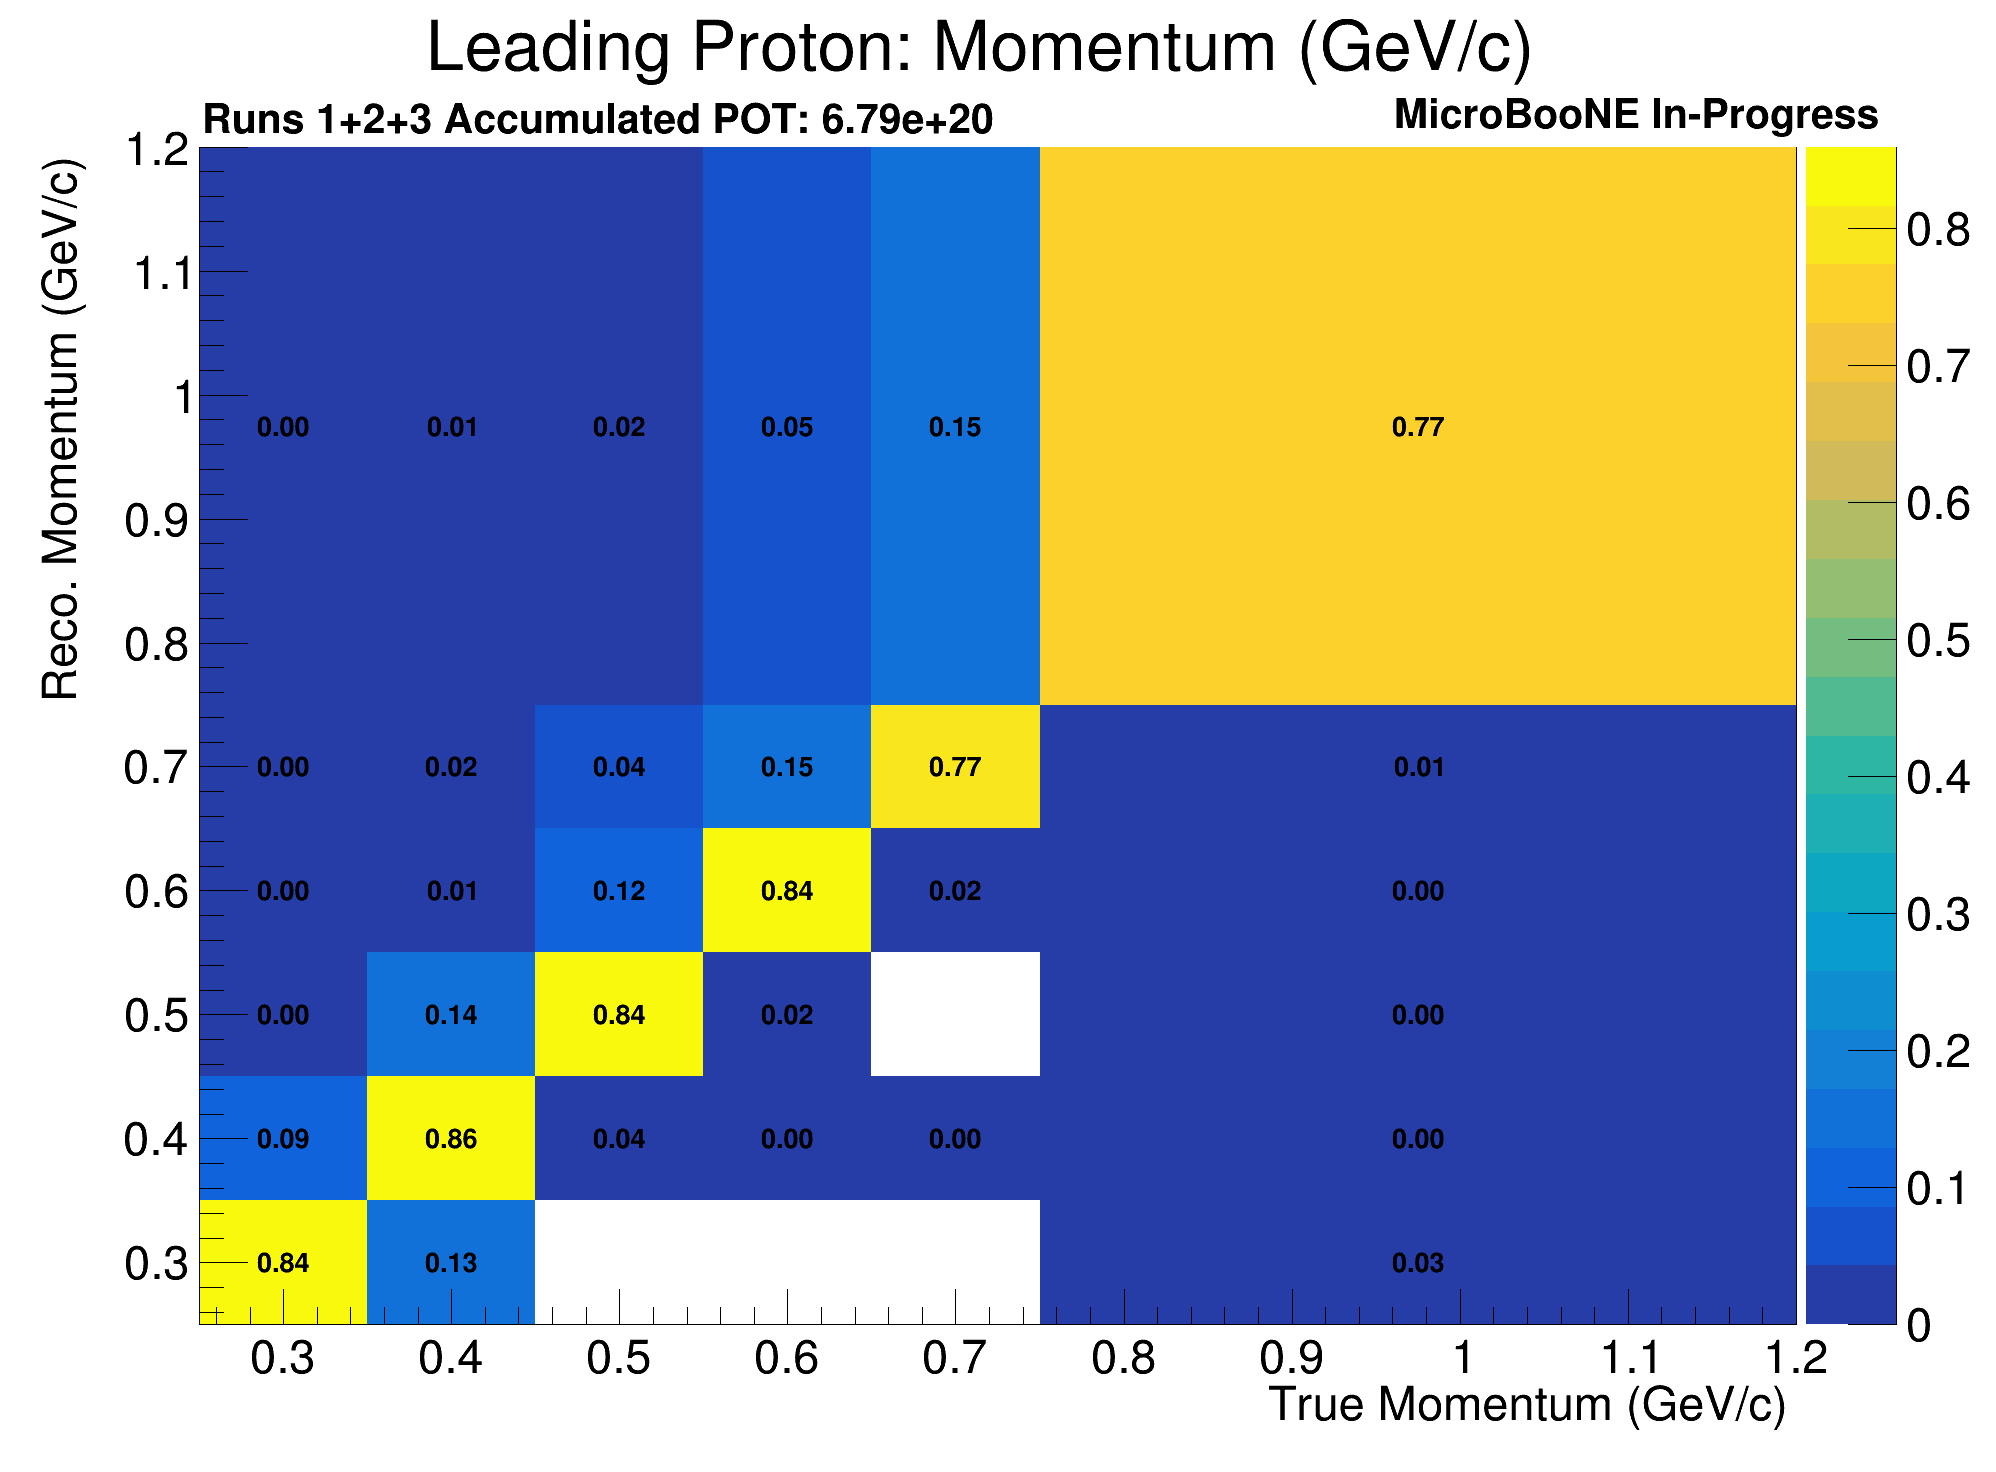 Leading Proton: Momentum (GeV/c)
Runs 1+2+3 Accumulated POT: 6.79e+20
MicroBooNE In-Progress
Reco. Momentum (GeV/c)
1.2
1.1
1
0.9
0.8
0.7
0.6
0.5
0.4
0.3
0.00 0.01 0.02 0.05 0.15 0.77
0.00 0.02 0.04 0.15 0.77 0.01
0.00 0.01 0.12 0.84 0.02 0.00
0.00 0.14 0.84 0.02 0.00
0.09 0.86 0.04 0.00 0.00 0.00
0.84 0.13 0.03
0.3 0.4 0.5 0.6 0.7 0.8 0.9 1 1.1 1.2
True Momentum (GeV/c)
0.8
0.7
0.6
0.5
0.4
0.3
0.2
0.1
0